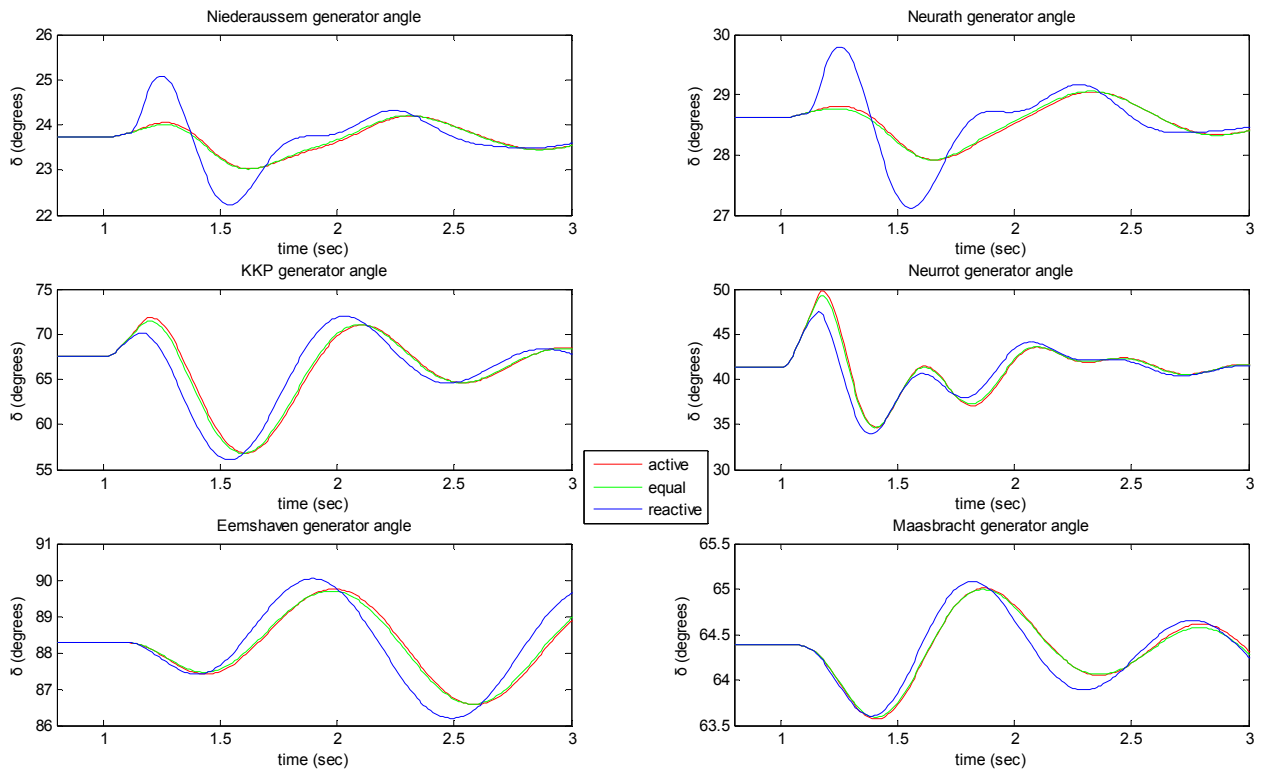 Niederaussem generator angle
26
25
24
23
22
δ (degrees)
1
1.5
2
2.5
3
time (sec)
Neurath generator angle
30
29
28
27
δ (degrees)
1
1.5
2
2.5
3
time (sec)
KKP generator angle
75
70
65
60
55
δ (degrees)
1
1.5
2
2.5
3
time (sec)
Neurrot generator angle
50
45
40
35
30
δ (degrees)
1
1.5
2
2.5
3
time (sec)
active
equal
reactive
Eemshaven generator angle
91
90
89
88
87
86
δ (degrees)
1
1.5
2
2.5
3
time (sec)
Maasbracht generator angle
65.5
65
64.5
64
63.5
δ (degrees)
1
1.5
2
2.5
3
time (sec)